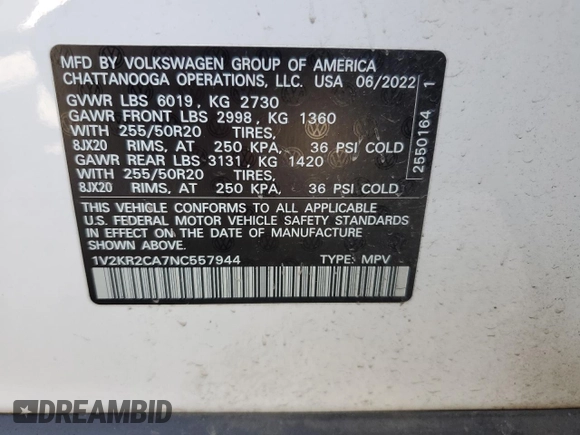 MFD BY VOLKSWAGEN GROUP OF AMERICA
CHATTANOOGA OPERATIONS, LLC. USA 06/2022
GVWR LBS 6019, KG 2730
GAWR FRONT LBS 2998, KG 1360
WITH 255/50R20 TIRES,
8JX20 RIMS, AT 250 KPA, 36 PSI COLD
GAWR REAR LBS 3131, KG 1420
WITH 255/50R20 TIRES,
8JX20 RIMS, AT 250 KPA, 36 PSI COLD
THIS VEHICLE CONFORMS TO ALL APPLICABLE
U.S. FEDERAL MOTOR VEHICLE SAFETY STANDARDS
IN EFFECT ON THE DATE OF MANUFACTURE
SHOWN ABOVE.
1V2KR2CA7NC557944 TYPE: MPV
2550164 1
DREAMBID